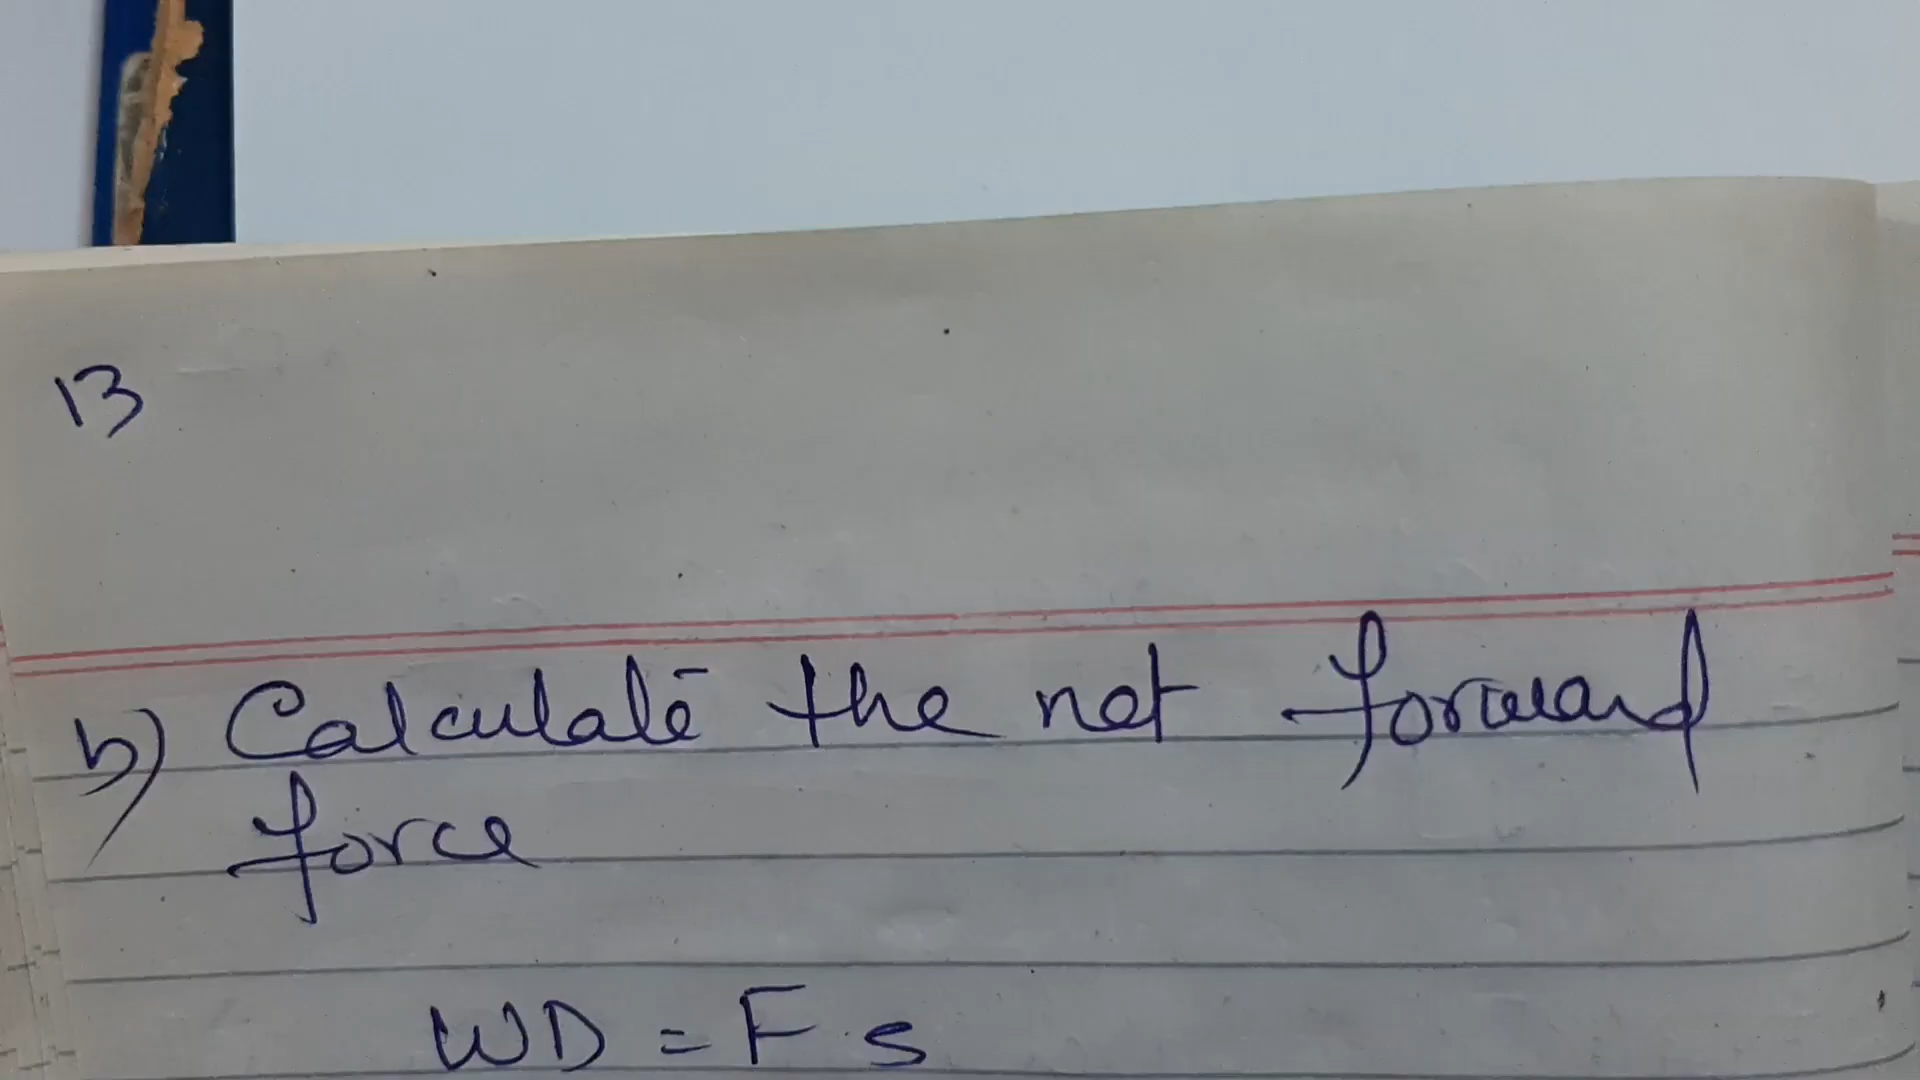 13
b) Calculate the net forward
force
WD = F.s